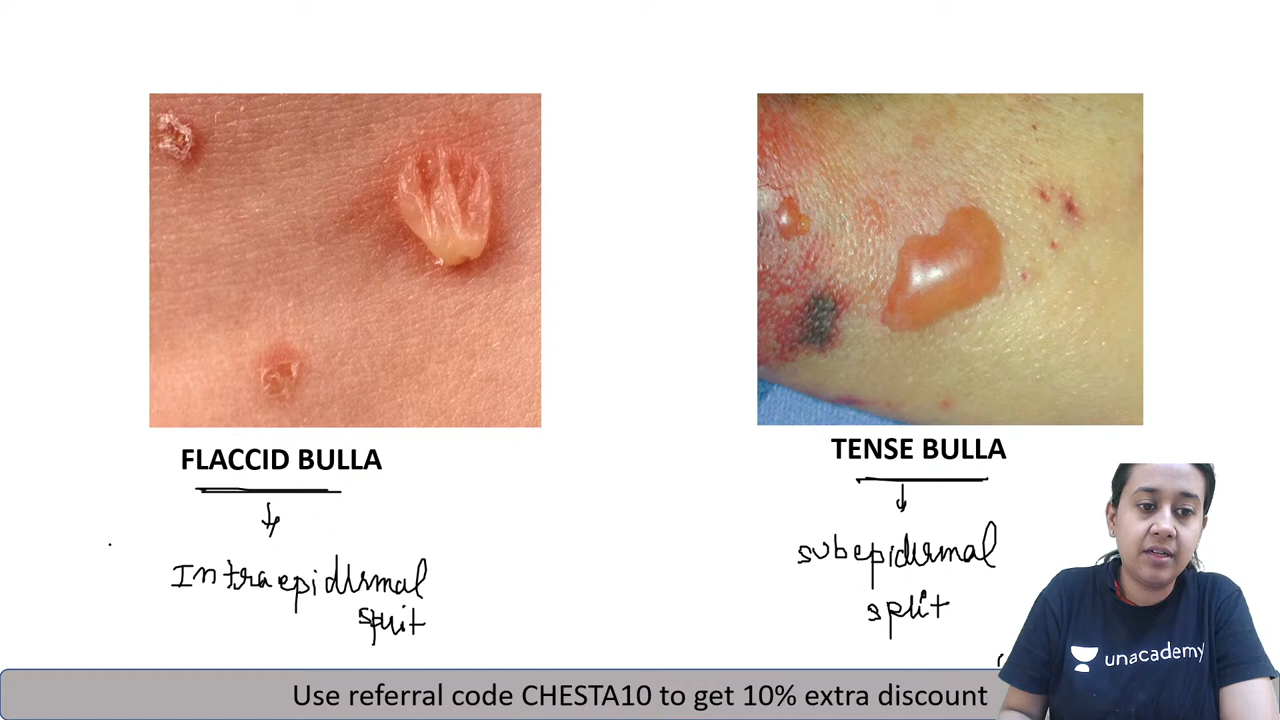 FLACCID BULLA
Intraepidermal
split
TENSE BULLA
subepidermal
split
unacademy
Use referral code CHESTA10 to get 10% extra discount